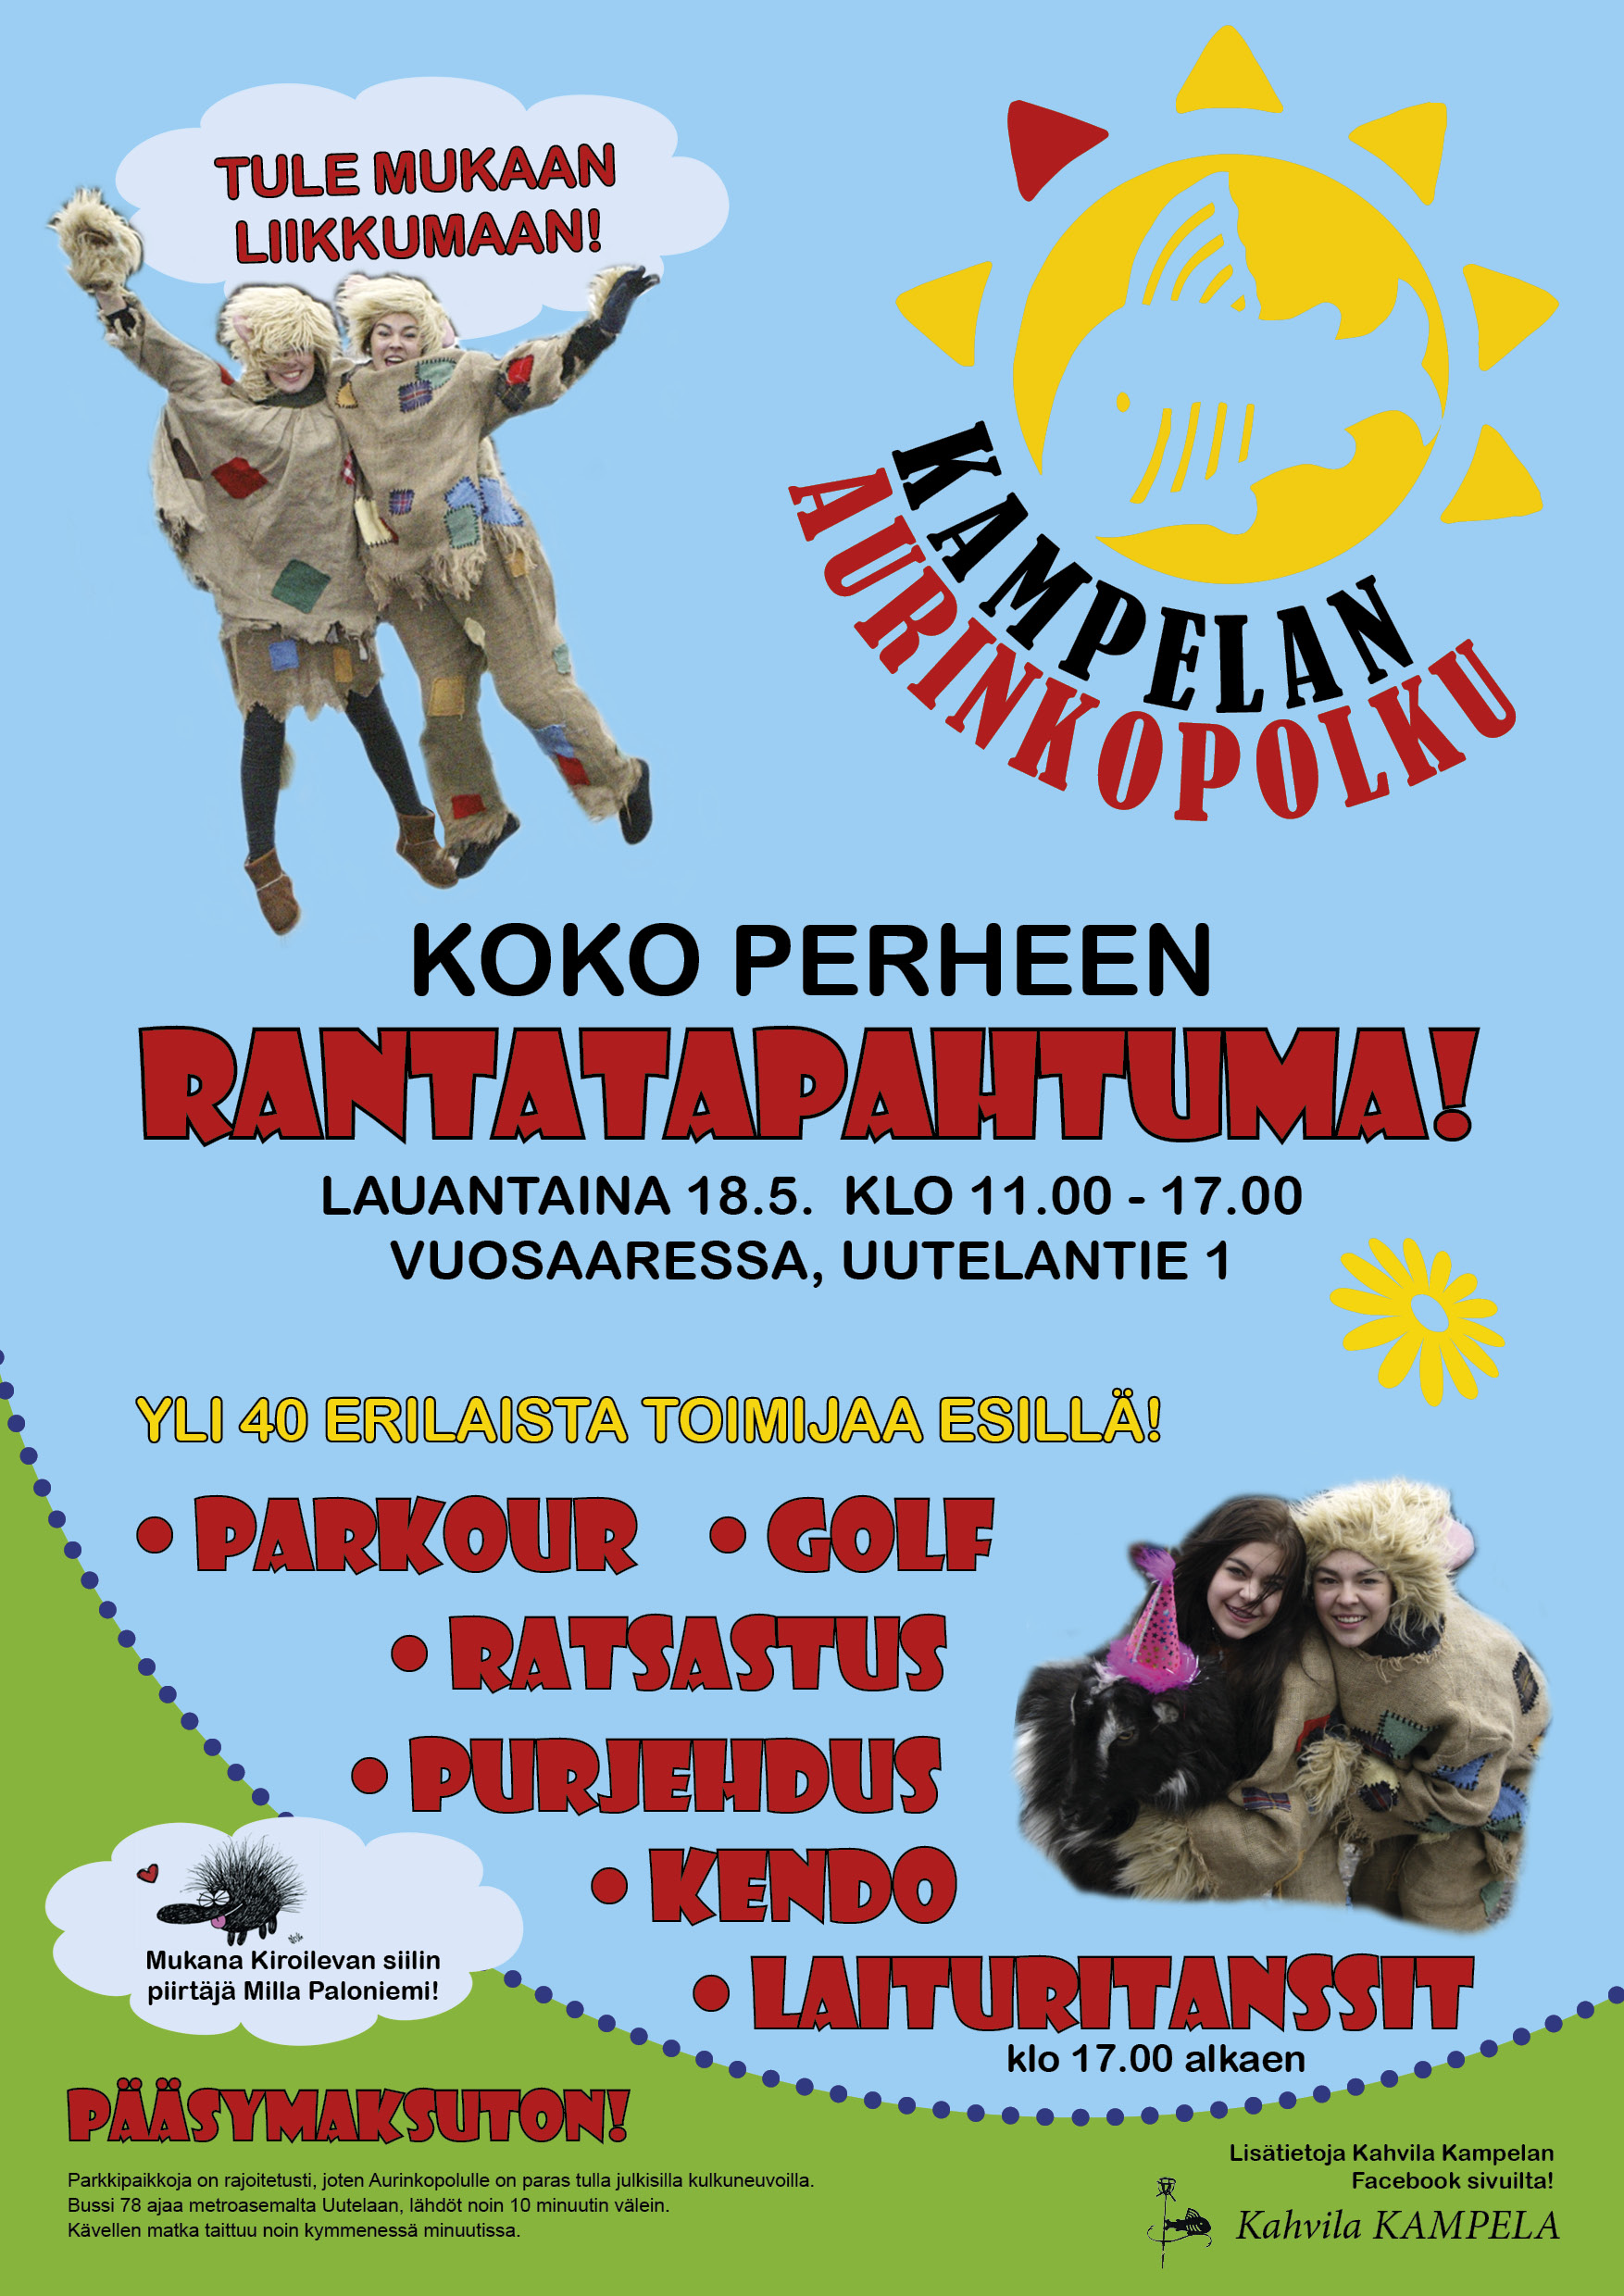 TULE MUKAAN
LIIKKUMAAN!
KAMPELAN
AURINKOPOLKU
KOKO PERHEEN
RANTATAPAHTUMA!
LAUANTAINA 18.5. KLO 11.00 - 17.00
VUOSAARESSA, UUTELANTIE 1
YLI 40 ERILAISTA TOIMIJAA ESILLÄ!
• PARKOUR • GOLF
• RATSASTUS
• PURJEHDUS
• KENDO
• LAITURITANSSIT
klo 17.00 alkaen
Mukana Kiroilevan siilin
piirtäjä Milla Paloniemi!
PÄÄSYMAKSUTON!
Parkkipaikkoja on rajoitetusti, joten Aurinkopolulle on paras tulla julkisilla kulkuneuvoilla.
Bussi 78 ajaa metroasemalta Uutelaan, lähdöt noin 10 minuutin välein.
Kävellen matka taittuu noin kymmenessä minuutissa.
Lisätietoja Kahvila Kampelan
Facebook sivuilta!
Kahvila KAMPELA